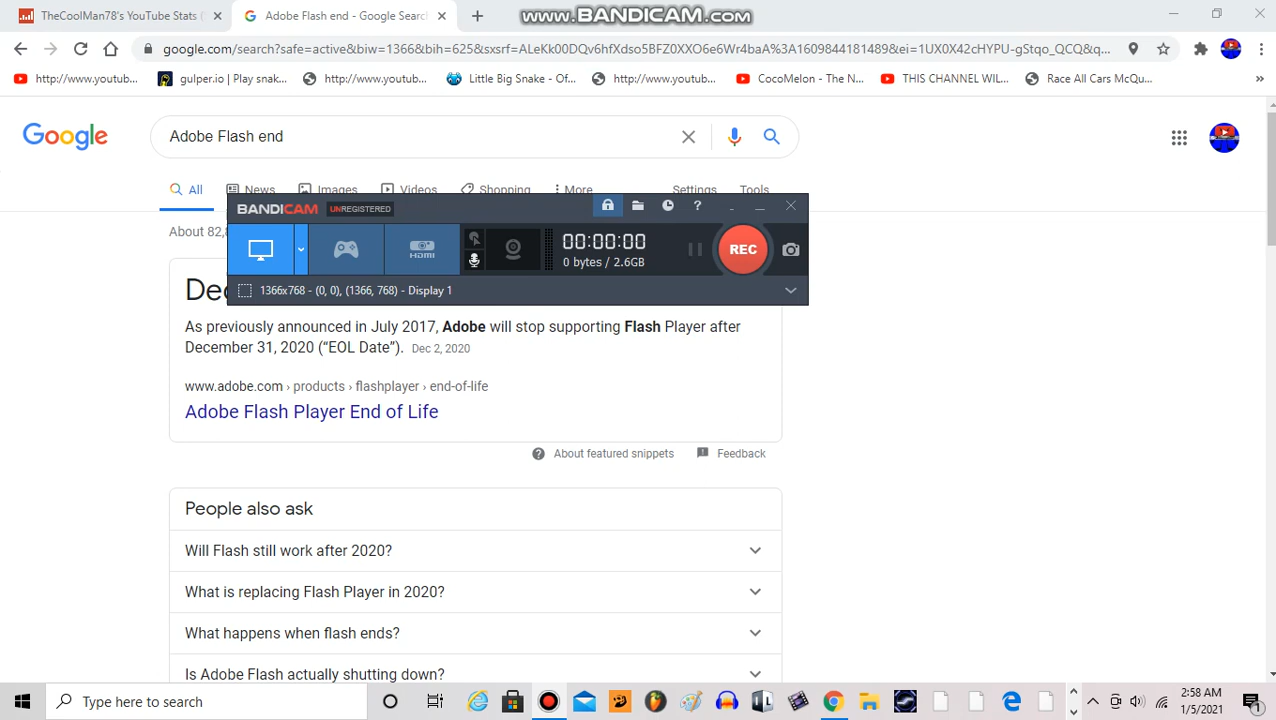 TheCoolMan78's YouTube Stats (
Adobe Flash end - Google Searc
www.BANDICAM.com
google.com/search?safe=active&biw=1366&bih=625&sxsrf=ALeKk00DQv6hfXdso5BFZ0XXO6e6Wr4baA%3A1609844181489&ei=1UX0X42cHYPU-gStqo_QCQ&q...
http://www.youtub...
gulper.io | Play snak...
http://www.youtub...
Little Big Snake - Of...
http://www.youtub...
CocoMelon - The N...
THIS CHANNEL WIL...
Race All Cars McQu...
»
Google
Adobe Flash end
All
News
Images
Videos
Shopping
More
Settings
Tools
BANDICAM
UNREGISTERED
?
HDMI
00:00:00
0 bytes / 2.6GB
REC
1366x768 - (0, 0), (1366, 768) - Display 1
About 82,
Dec
As previously announced in July 2017, Adobe will stop supporting Flash Player after
December 31, 2020 (“EOL Date”). Dec 2, 2020
www.adobe.com › products › flashplayer › end-of-life
Adobe Flash Player End of Life
About featured snippets
Feedback
People also ask
Will Flash still work after 2020?
What is replacing Flash Player in 2020?
What happens when flash ends?
Is Adobe Flash actually shutting down?
Type here to search
2:58 AM
1/5/2021
1